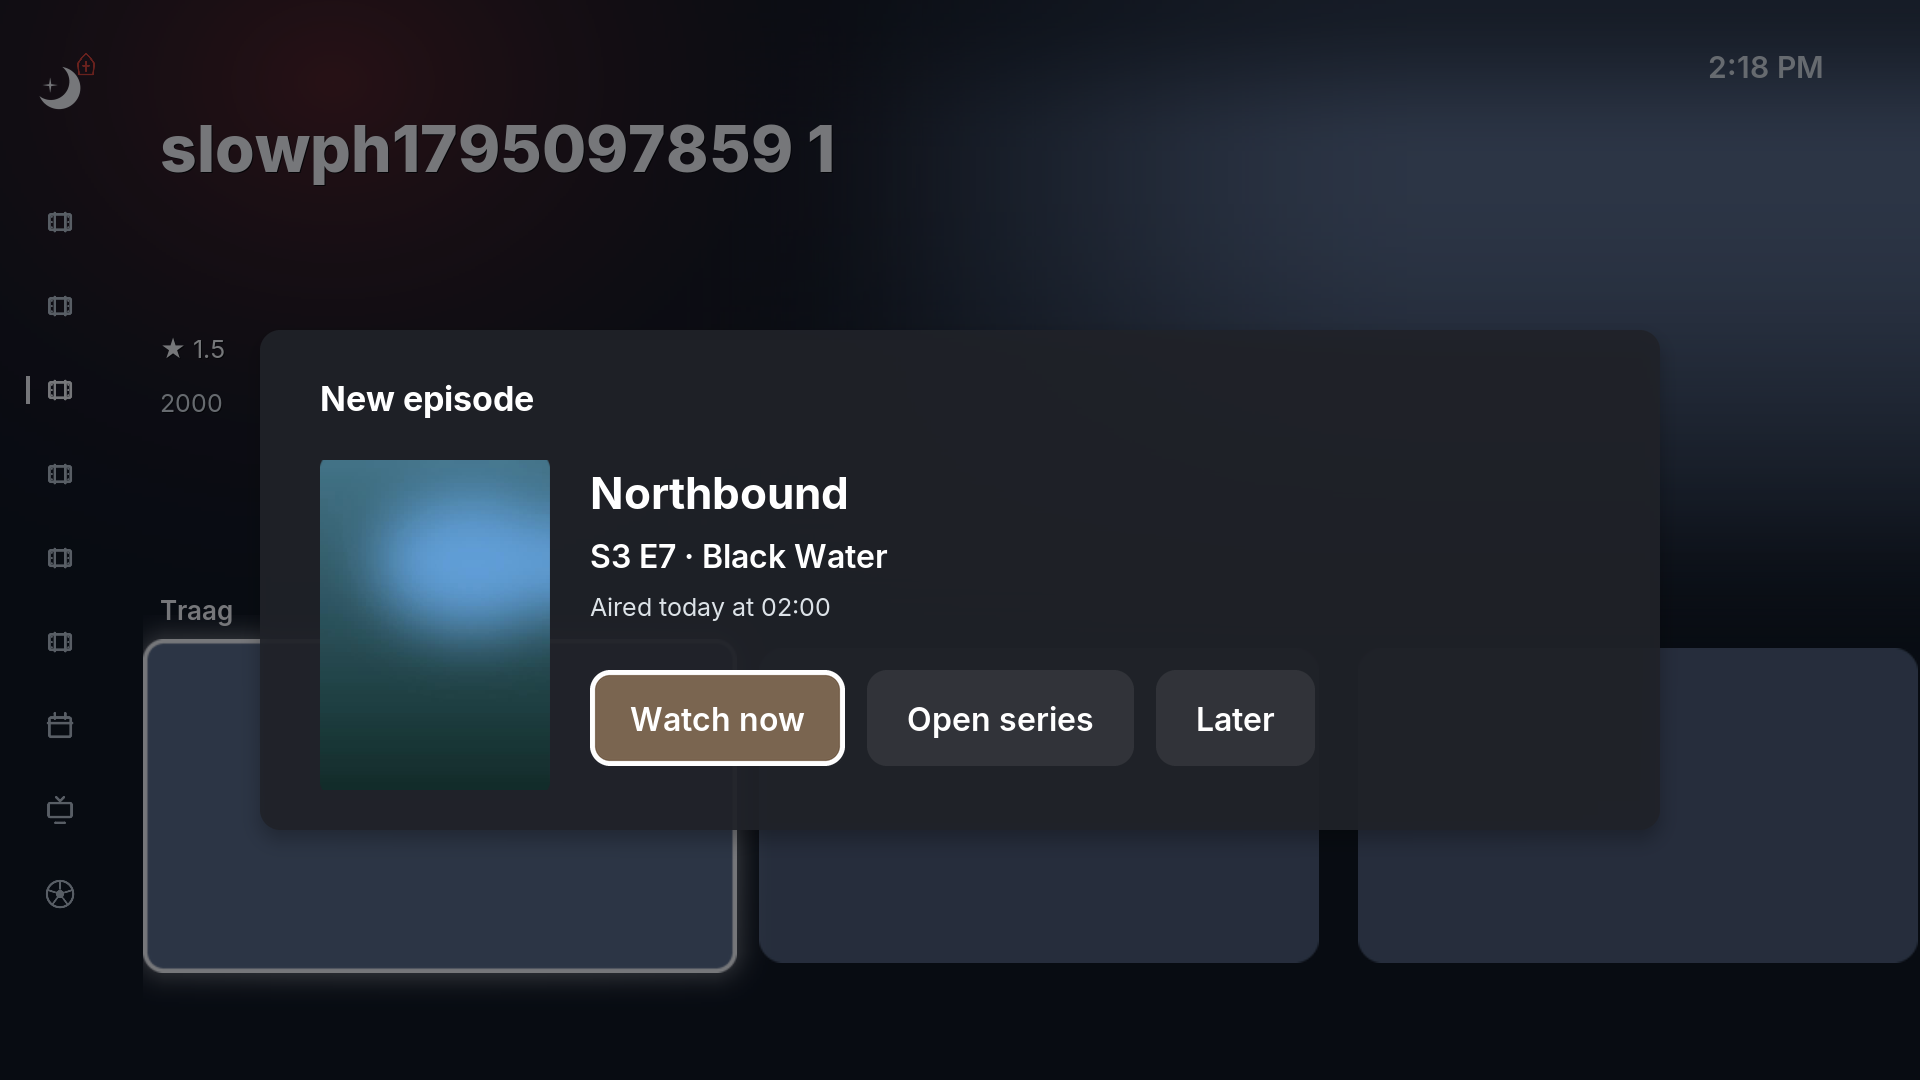 2:18 PM
slowph1795097859 1
★ 1.5
2000
New episode
Northbound
S3 E7 · Black Water
Aired today at 02:00
Traag
Watch now
Open series
Later